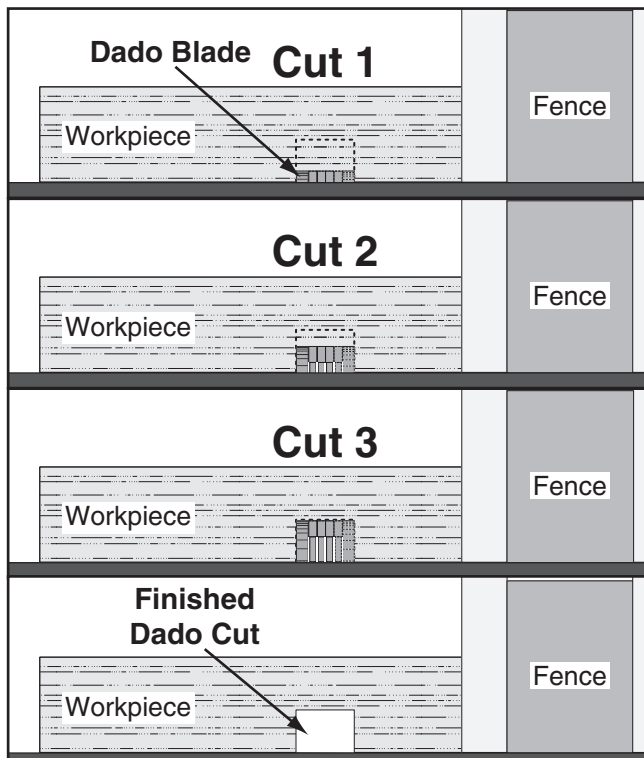 Dado Blade
Cut 1
Workpiece
Fence
Cut 2
Workpiece
Fence
Cut 3
Workpiece
Fence
Finished
Dado Cut
Workpiece
Fence